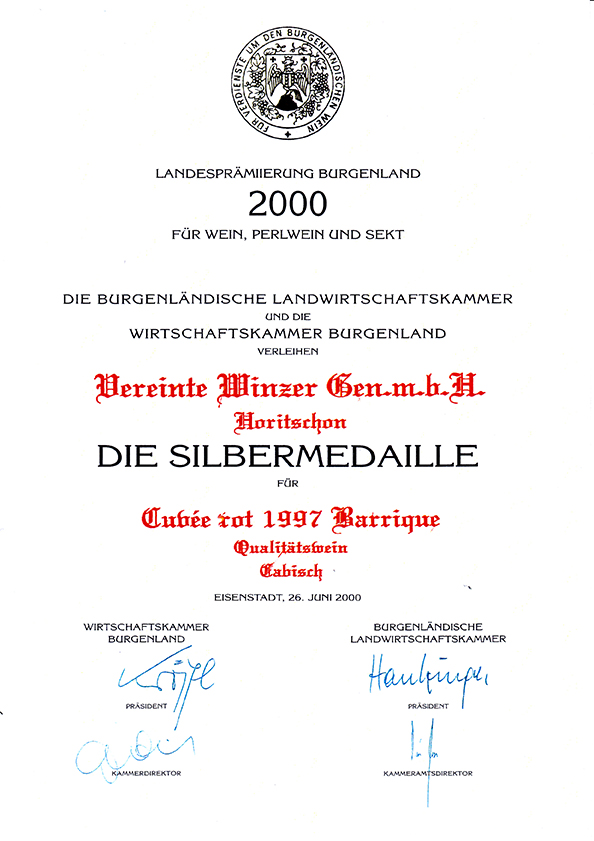 FÜR VERDIENSTE UM DEN BURGENLÄNDISCHEN WEIN
LANDESPRÄMIIERUNG BURGENLAND
2000
FÜR WEIN, PERLWEIN UND SEKT
DIE BURGENLÄNDISCHE LANDWIRTSCHAFTSKAMMER
UND DIE
WIRTSCHAFTSKAMMER BURGENLAND
VERLEIHEN
Vereinte Winzer Gen.m.b.H.
Horitschon
DIE SILBERMEDAILLE
FÜR
Cubée rot 1997 Barrique
Qualitätswein
Cabisch
EISENSTADT, 26. JUNI 2000
WIRTSCHAFTSKAMMER
BURGENLAND
PRÄSIDENT
KAMMERDIREKTOR
BURGENLÄNDISCHE
LANDWIRTSCHAFTSKAMMER
PRÄSIDENT
KAMMERAMTSDIREKTOR